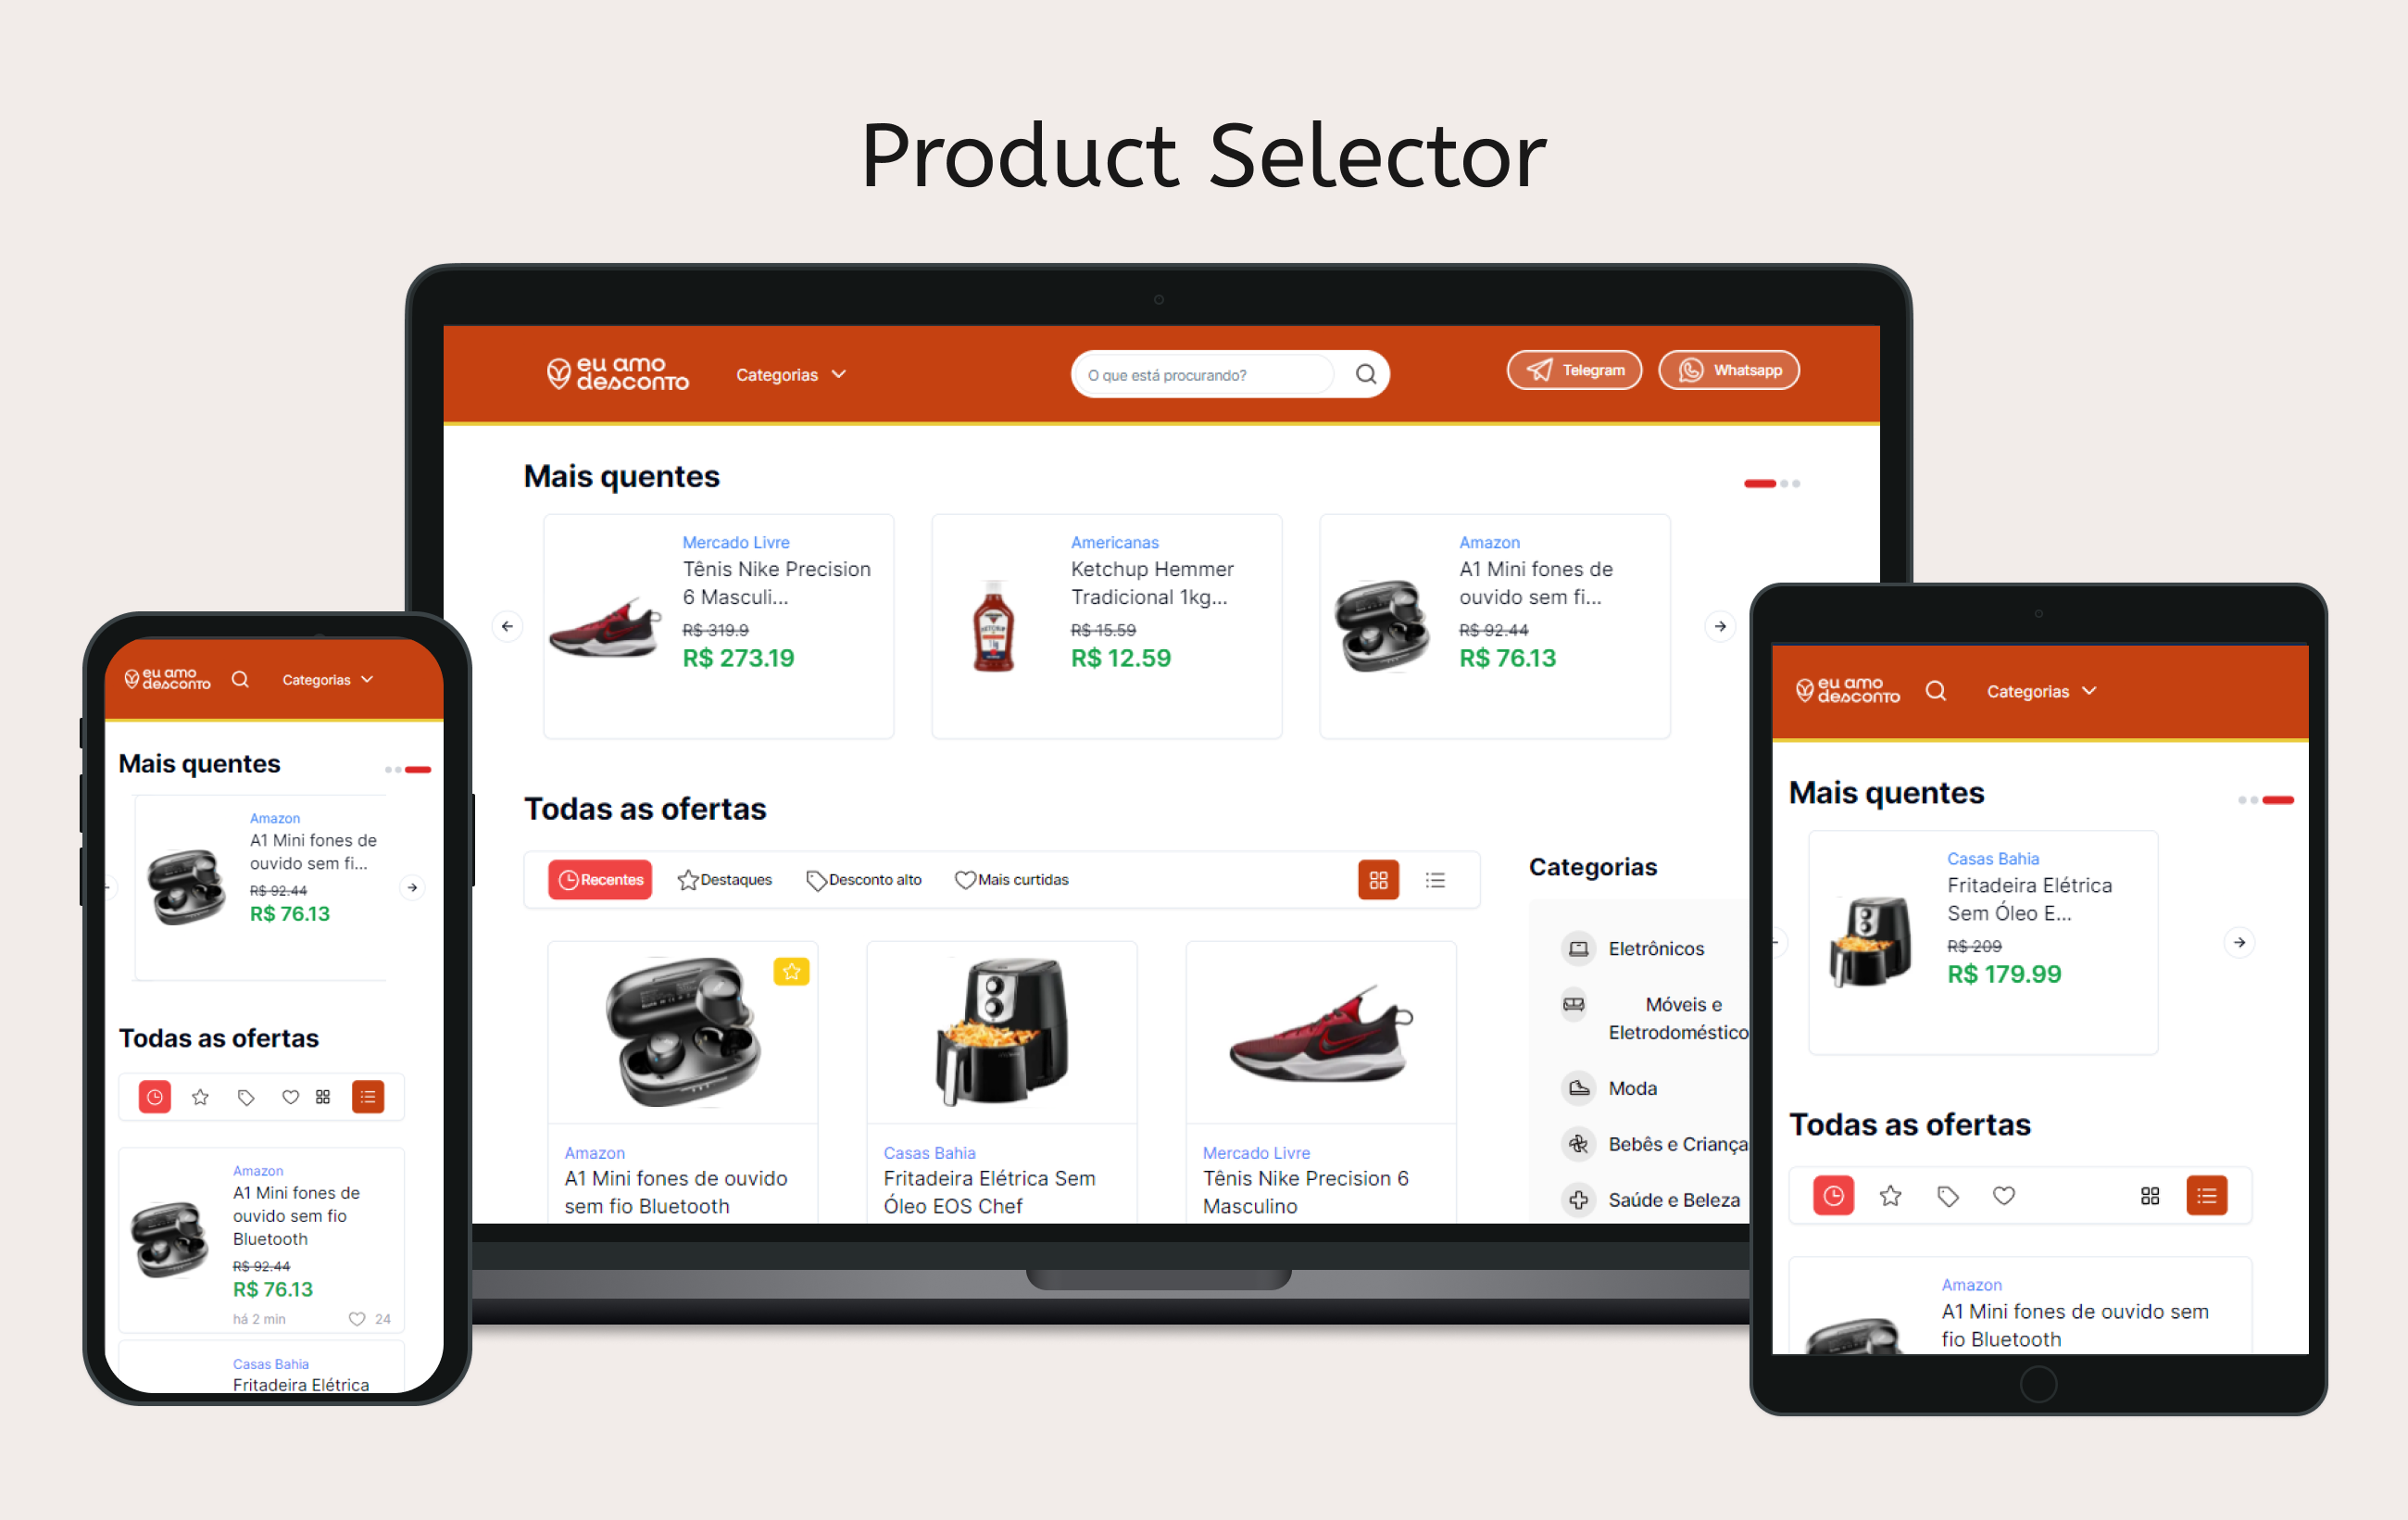 Product Selector
eu amo
desconto
Categorias
O que está procurando?
Telegram
Whatsapp
Mais quentes
Mercado Livre
Tênis Nike Precision
6 Masculi...
R$ 319.9
R$ 273.19
Americanas
Ketchup Hemmer
Tradicional 1kg...
R$ 15.59
R$ 12.59
Amazon
A1 Mini fones de
ouvido sem fi...
R$ 92.44
R$ 76.13
Todas as ofertas
Recentes
Destaques
Desconto alto
Mais curtidas
Amazon
A1 Mini fones de ouvido
sem fio Bluetooth
Casas Bahia
Fritadeira Elétrica Sem
Óleo EOS Chef
Mercado Livre
Tênis Nike Precision 6
Masculino
Categorias
Eletrônicos
Móveis e
Eletrodoméstico
Moda
Bebês e Criança
Saúde e Beleza
eu amo
desconto
Categorias
Mais quentes
Amazon
A1 Mini fones de
ouvido sem fi...
R$ 92.44
R$ 76.13
Todas as ofertas
Amazon
A1 Mini fones de
ouvido sem fio
Bluetooth
R$ 92.44
R$ 76.13
há 2 min
24
Casas Bahia
Fritadeira Elétrica
eu amo
desconto
Categorias
Mais quentes
Casas Bahia
Fritadeira Elétrica
Sem Óleo E...
R$ 209
R$ 179.99
Todas as ofertas
Amazon
A1 Mini fones de ouvido sem
fio Bluetooth